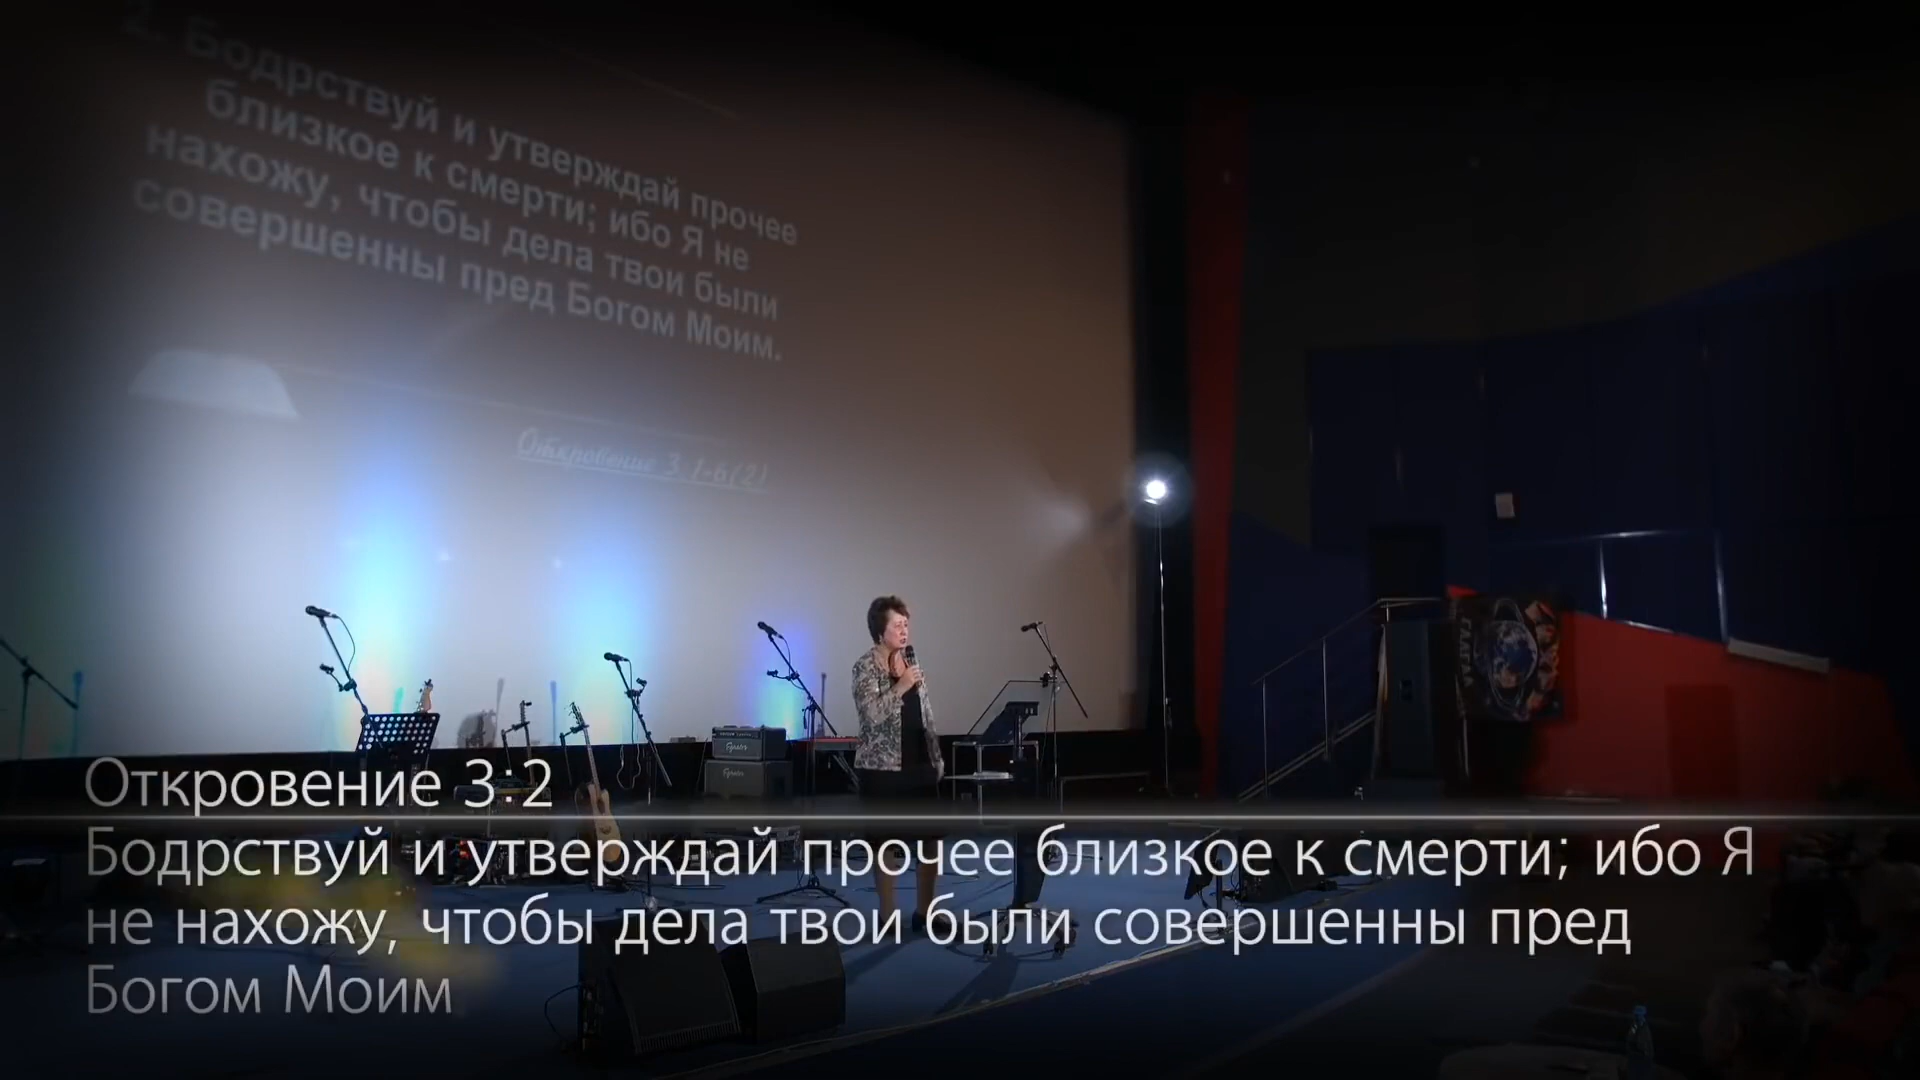 2. Бодрствуй и утверждай прочее
близкое к смерти; ибо Я не
нахожу, чтобы дела твои были
совершенны пред Богом Моим.
Откровение 3:1-6(2)
Откровение 3:2
Бодрствуй и утверждай прочее близкое к смерти; ибо Я
не нахожу, чтобы дела твои были совершенны пред
Богом Моим